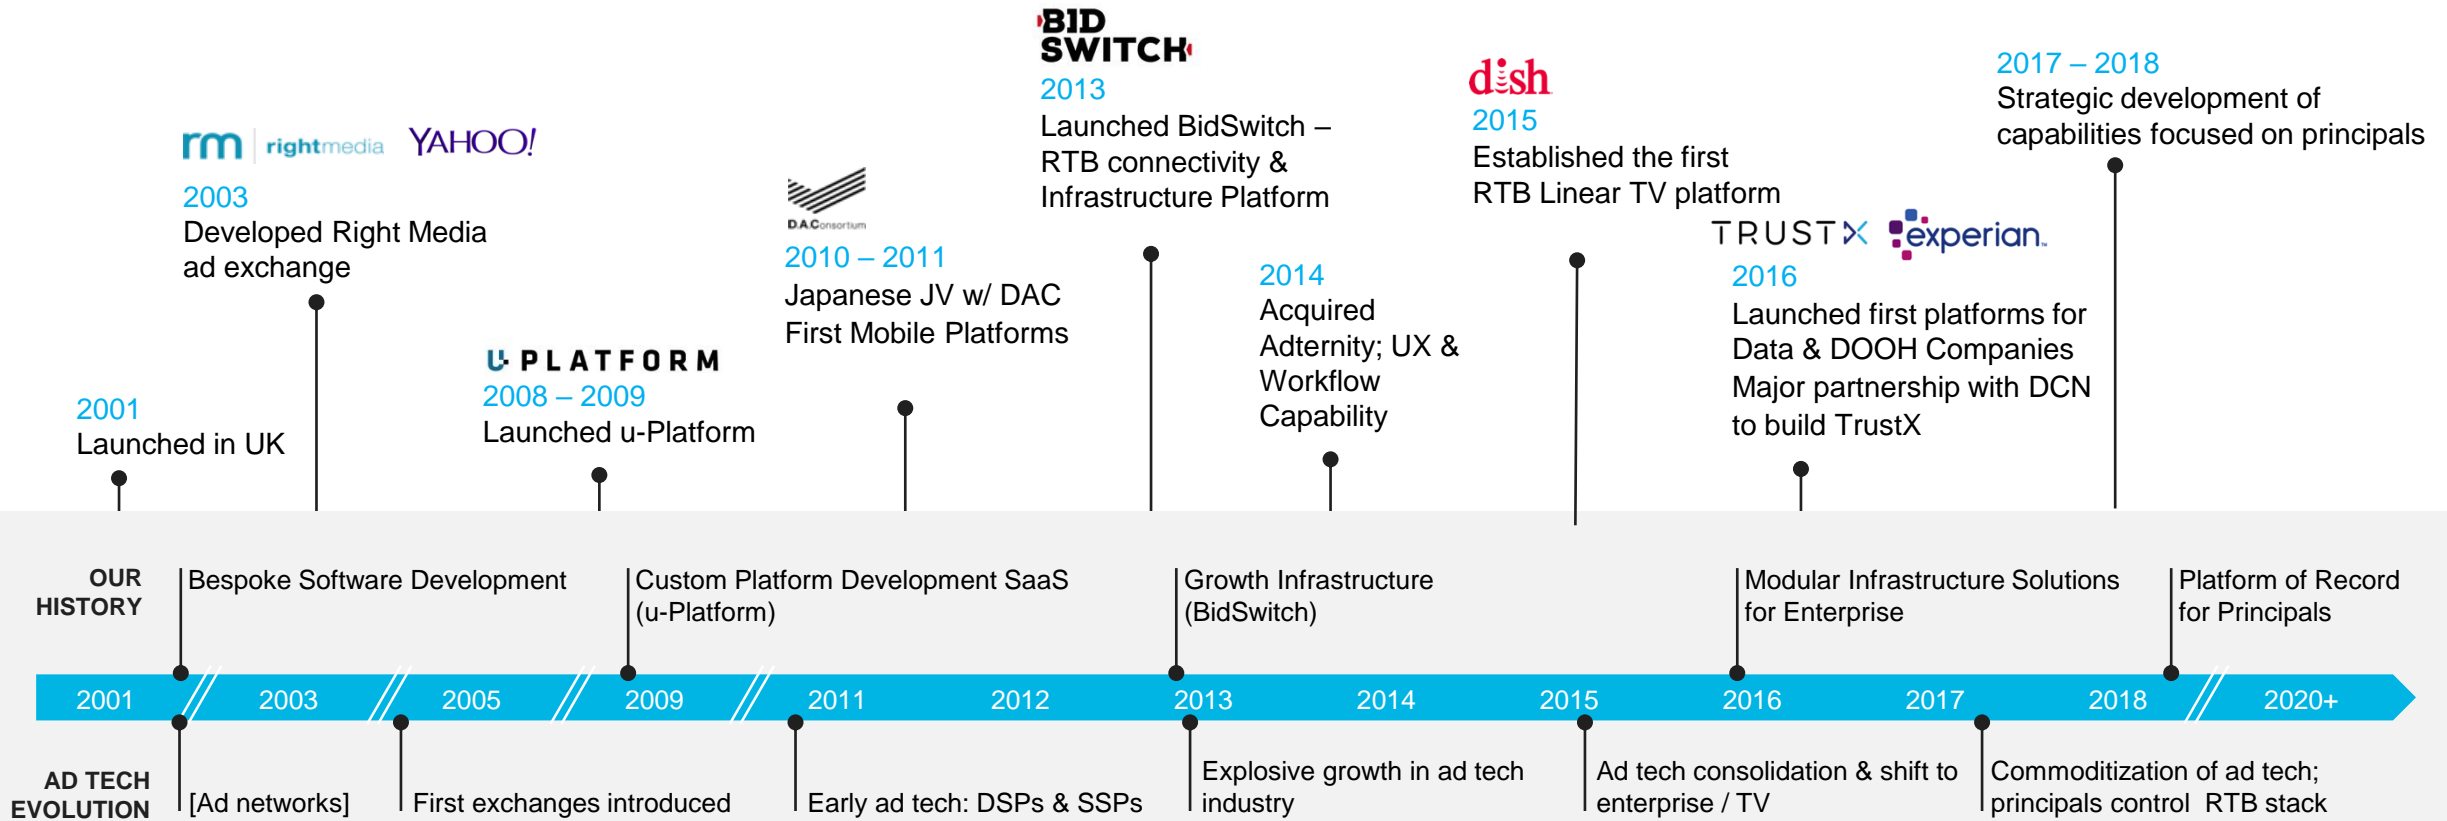 BID
SWITCH
2013
Launched BidSwitch –
RTB connectivity &
Infrastructure Platform
dish
2015
Established the first
RTB Linear TV platform
2017 – 2018
Strategic development of
capabilities focused on principals
rm rightmedia YAHOO!
2003
Developed Right Media
ad exchange
D.A.Consortium
2010 – 2011
Japanese JV w/ DAC
First Mobile Platforms
2014
Acquired
Adternity; UX &
Workflow
Capability
TRUSTX experian™
2016
Launched first platforms for
Data & DOOH Companies
Major partnership with DCN
to build TrustX
U PLATFORM
2008 – 2009
Launched u-Platform
2001
Launched in UK
OUR
HISTORY
Bespoke Software Development
Custom Platform Development SaaS
(u-Platform)
Growth Infrastructure
(BidSwitch)
Modular Infrastructure Solutions
for Enterprise
Platform of Record
for Principals
2001 2003 2005 2009 2011 2012 2013 2014 2015 2016 2017 2018 2020+
AD TECH
EVOLUTION
[Ad networks]
First exchanges introduced
Early ad tech: DSPs & SSPs
Explosive growth in ad tech
industry
Ad tech consolidation & shift to
enterprise / TV
Commoditization of ad tech;
principals control RTB stack